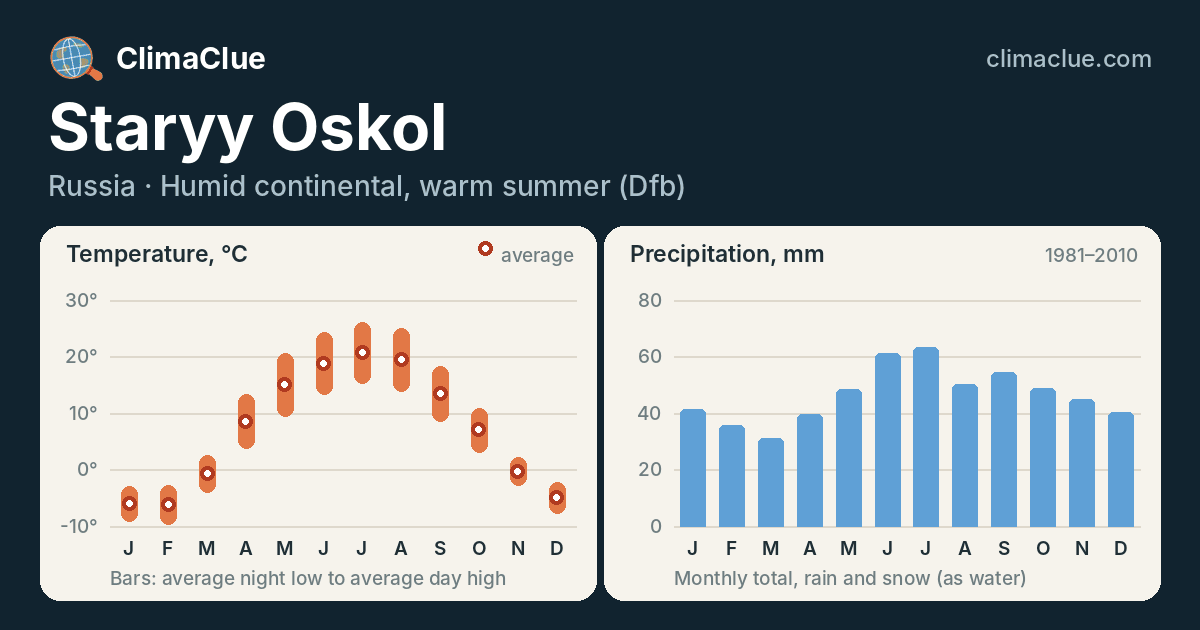 ClimaClue
climaclue.com
Staryy Oskol
Russia · Humid continental, warm summer (Dfb)
Temperature, °C
average
30°
20°
10°
0°
-10°
J F M A M J J A S O N D
Bars: average night low to average day high
Precipitation, mm
1981–2010
80
60
40
20
0
J F M A M J J A S O N D
Monthly total, rain and snow (as water)